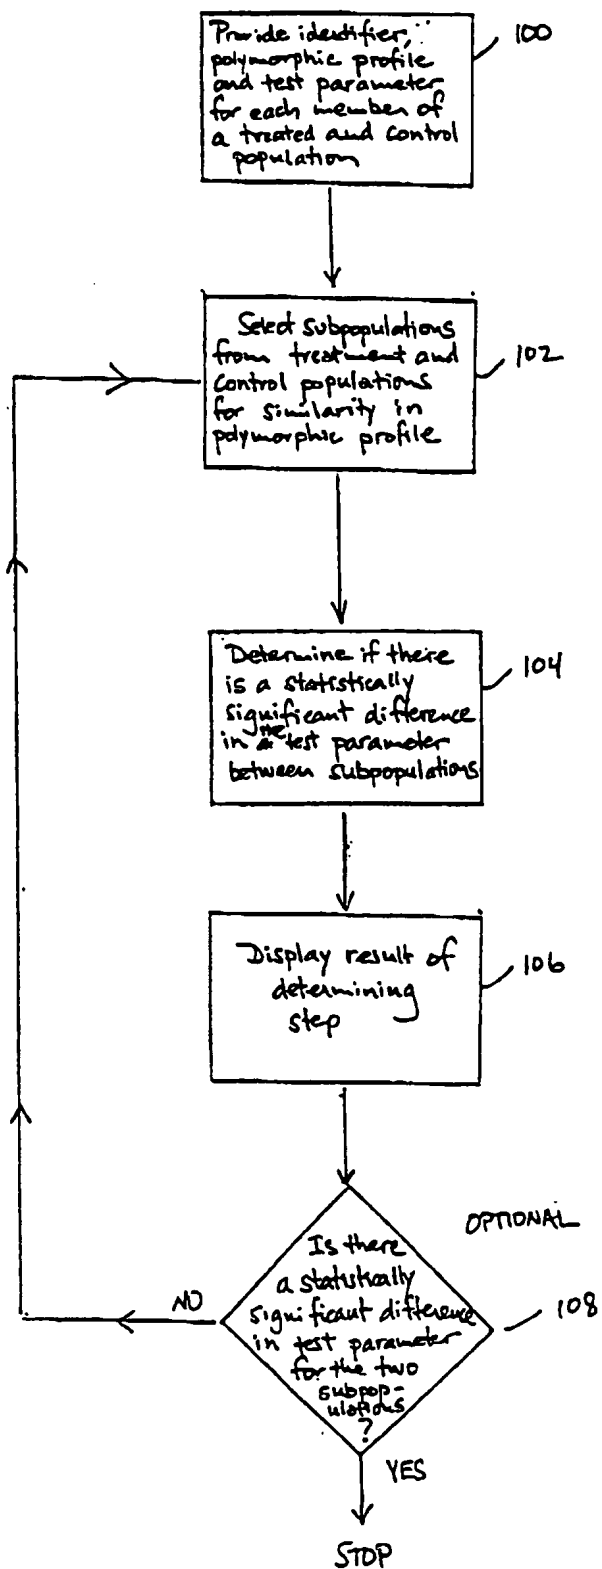 Provide identifier,
polymorphic profile
and test parameter
for each member of
a treated and control
population
100
Select subpopulations
from treatment and
control populations
for similarity in
polymorphic profile
102
Determine if there
is a statistically
significant difference
in the test parameter
between subpopulations
104
Display result of
determining
step
106
OPTIONAL
Is there
a statistically
significant difference
in test parameter
for the two
subpop-
ulations
?
108
NO
YES
STOP